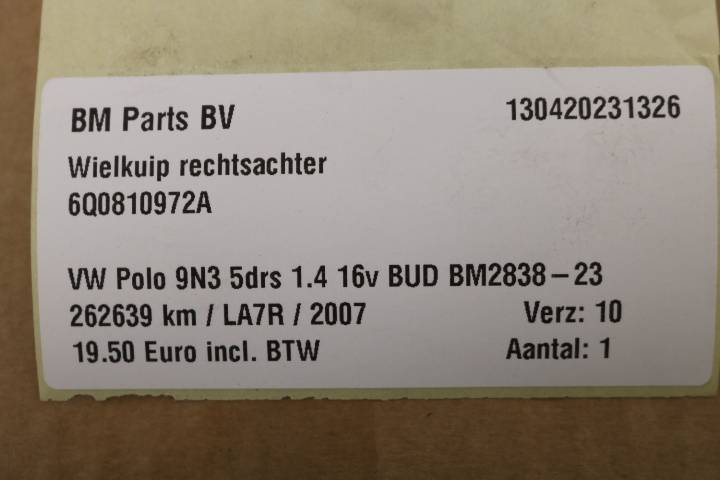 BM Parts BV 130420231326
Wielkuip rechtsachter
6Q0810972A
VW Polo 9N3 5drs 1.4 16v BUD BM2838-23
262639 km / LA7R / 2007 Verz: 10
19.50 Euro incl. BTW Aantal: 1